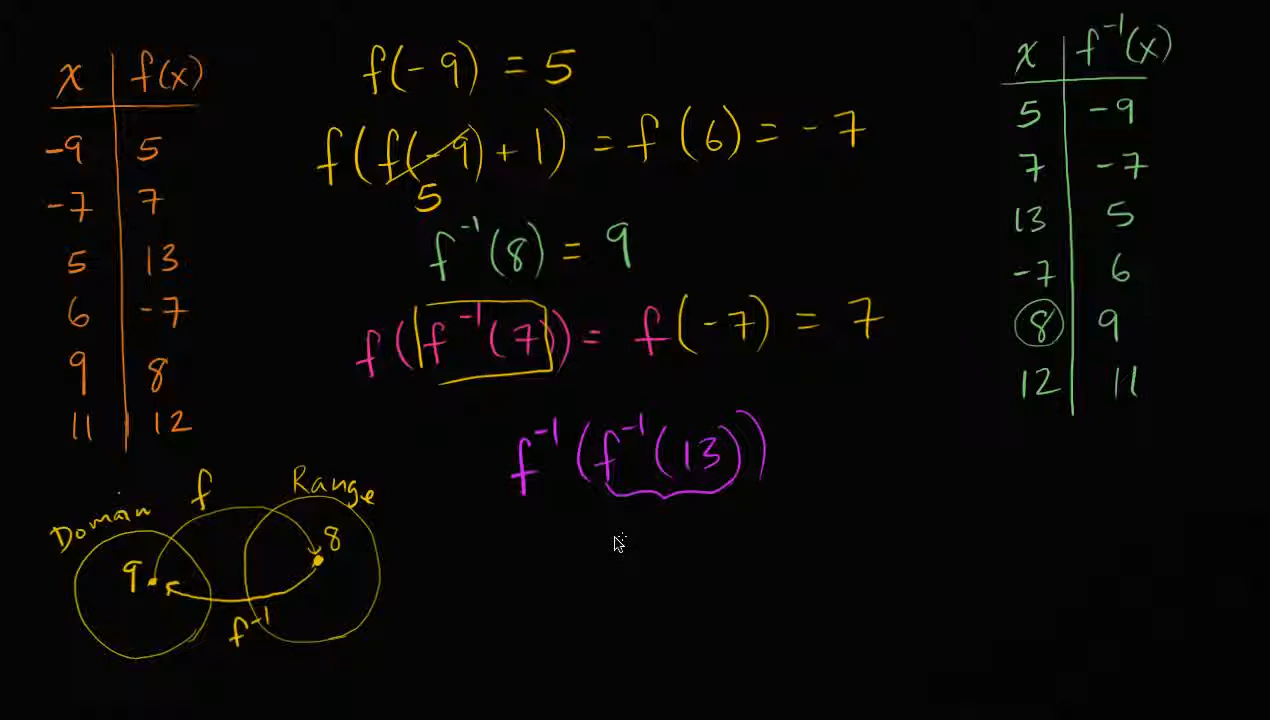 x f(x)
-9 5
-7 7
5 13
6 -7
9 8
11 12
f(-9) = 5
f(f(-9) + 1) = f(6) = -7
5
f⁻¹(8) = 9
f(f⁻¹(7)) = f(-7) = 7
f⁻¹(f⁻¹(13))
x f⁻¹(x)
5 -9
7 -7
13 5
-7 6
8 9
12 11
Domain f Range
9 8
f⁻¹